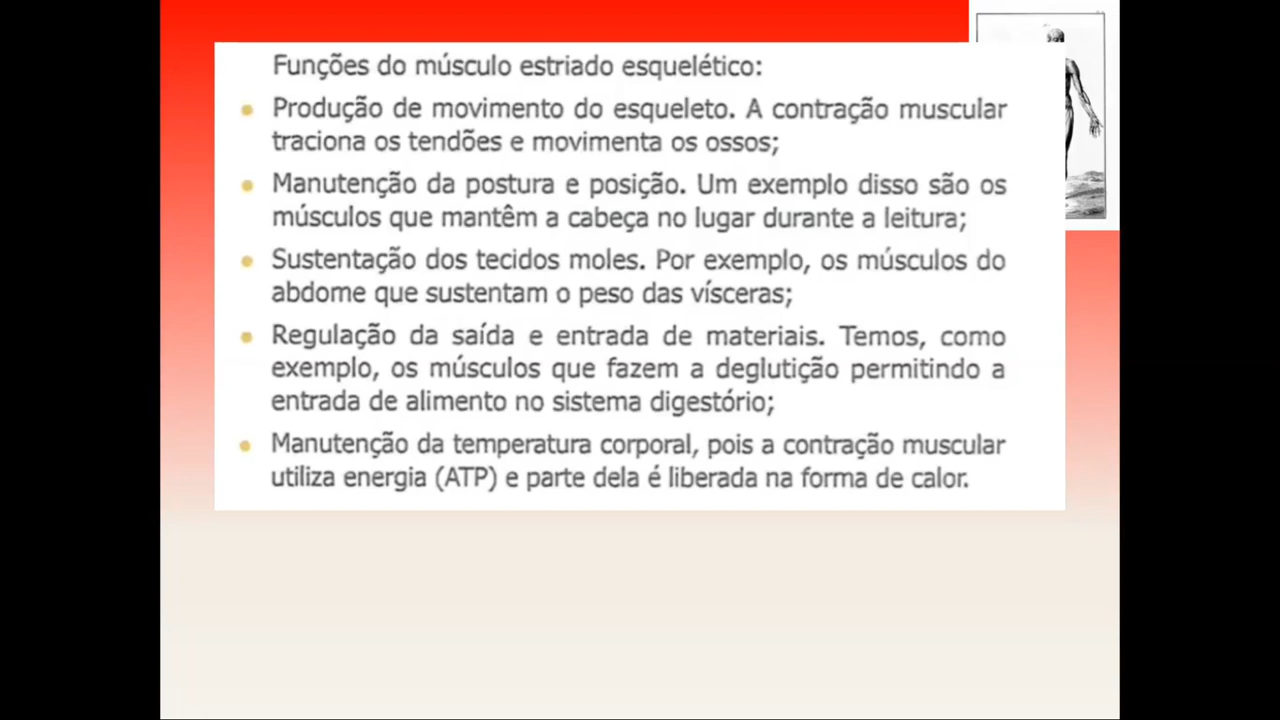 Funções do músculo estriado esquelético:
• Produção de movimento do esqueleto. A contração muscular
traciona os tendões e movimenta os ossos;
• Manutenção da postura e posição. Um exemplo disso são os
músculos que mantêm a cabeça no lugar durante a leitura;
• Sustentação dos tecidos moles. Por exemplo, os músculos do
abdome que sustentam o peso das vísceras;
• Regulação da saída e entrada de materiais. Temos, como
exemplo, os músculos que fazem a deglutição permitindo a
entrada de alimento no sistema digestório;
• Manutenção da temperatura corporal, pois a contração muscular
utiliza energia (ATP) e parte dela é liberada na forma de calor.